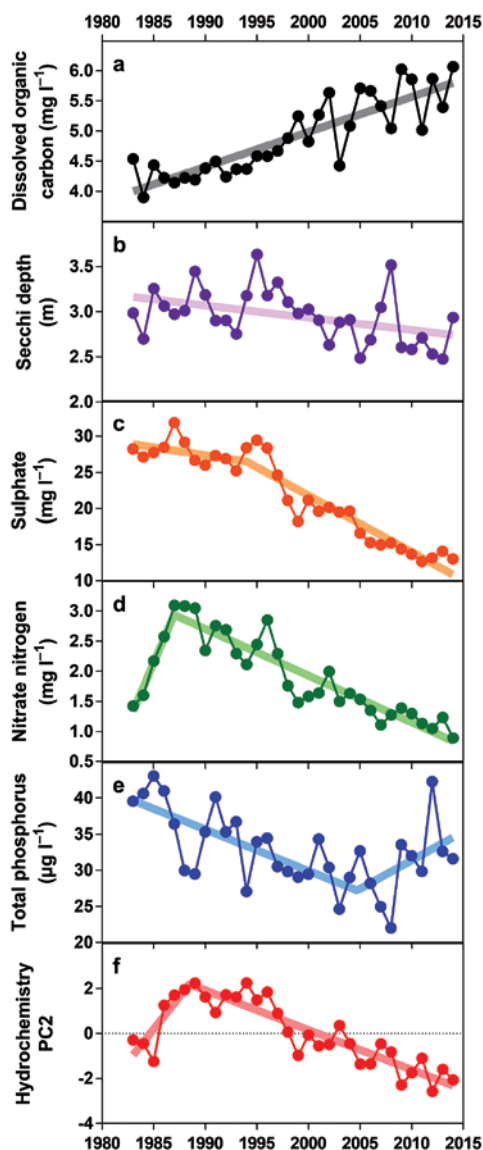 1980 1985 1990 1995 2000 2005 2010 2015
a
Dissolved organic
carbon (mg l⁻¹)
6.0
5.5
5.0
4.5
4.0
b
Secchi depth
(m)
3.5
3.0
2.5
2.0
c
Sulphate
(mg l⁻¹)
30
25
20
15
10
d
Nitrate nitrogen
(mg l⁻¹)
3.0
2.5
2.0
1.5
1.0
0.5
e
Total phosphorus
(µg l⁻¹)
40
35
30
25
20
f
Hydrochemistry
PC2
2
0
-2
-4
1980 1985 1990 1995 2000 2005 2010 2015